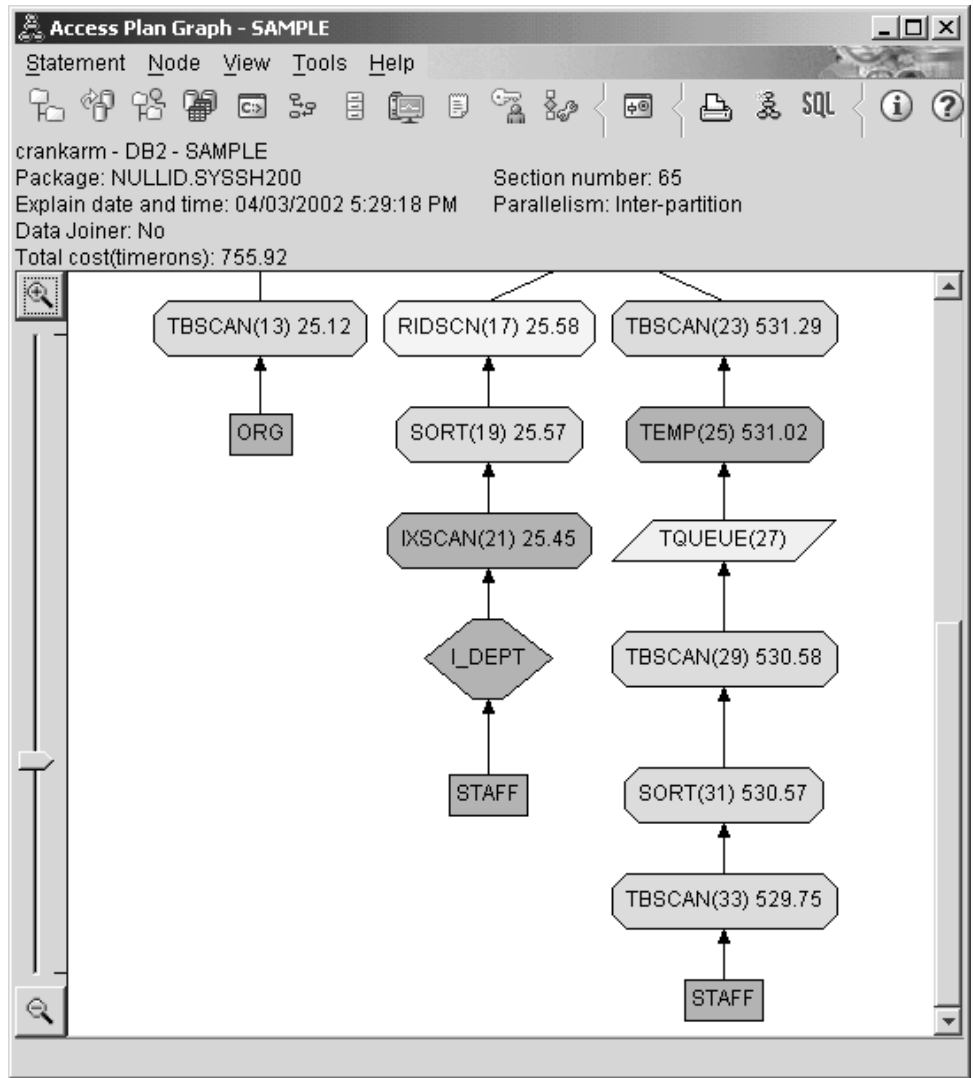 Access Plan Graph - SAMPLE
Statement Node View Tools Help
C:> SQL
crankarm - DB2 - SAMPLE
Package: NULLID.SYSSH200 Section number: 65
Explain date and time: 04/03/2002 5:29:18 PM Parallelism: Inter-partition
Data Joiner: No
Total cost(timerons): 755.92
TBSCAN(13) 25.12 RIDSCN(17) 25.58 TBSCAN(23) 531.29
ORG SORT(19) 25.57 TEMP(25) 531.02
IXSCAN(21) 25.45 TQUEUE(27)
I_DEPT TBSCAN(29) 530.58
STAFF SORT(31) 530.57
TBSCAN(33) 529.75
STAFF